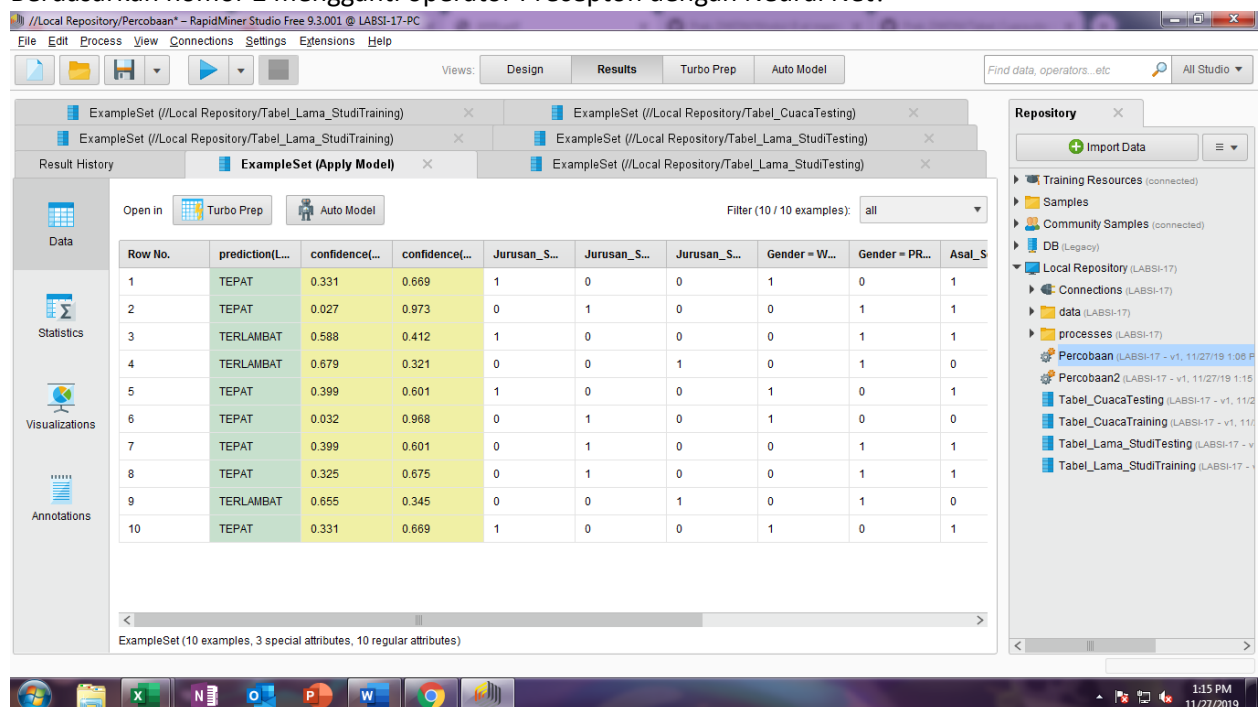 Berdasarkan nomor 2 mengganti operator Preseptoh dengan Neural Net.
//Local Repository/Percobaan* – RapidMiner Studio Free 9.3.001 @ LABSI-17-PC
File Edit Process View Connections Settings Extensions Help
Views: Design Results Turbo Prep Auto Model Find data, operators...etc All Studio
ExampleSet (//Local Repository/Tabel_Lama_StudiTraining) ExampleSet (//Local Repository/Tabel_CuacaTesting)
ExampleSet (//Local Repository/Tabel_Lama_StudiTraining) ExampleSet (//Local Repository/Tabel_Lama_StudiTesting)
Result History ExampleSet (Apply Model) ExampleSet (//Local Repository/Tabel_Lama_StudiTesting)
Data
Statistics
Visualizations
Annotations
Open in Turbo Prep Auto Model Filter (10 / 10 examples): all
Row No. prediction(L... confidence(... confidence(... Jurusan_S... Jurusan_S... Jurusan_S... Gender = W... Gender = PR... Asal_S
1 TEPAT 0.331 0.669 1 0 0 1 0 1
2 TEPAT 0.027 0.973 0 1 0 0 1 1
3 TERLAMBAT 0.588 0.412 1 0 0 0 1 1
4 TERLAMBAT 0.679 0.321 0 0 1 0 1 0
5 TEPAT 0.399 0.601 1 0 0 1 0 1
6 TEPAT 0.032 0.968 0 1 0 1 0 0
7 TEPAT 0.399 0.601 0 1 0 0 1 1
8 TEPAT 0.325 0.675 0 1 0 0 1 1
9 TERLAMBAT 0.655 0.345 0 0 1 0 1 0
10 TEPAT 0.331 0.669 1 0 0 1 0 1
ExampleSet (10 examples, 3 special attributes, 10 regular attributes)
Repository
Import Data
Training Resources (connected)
Samples
Community Samples (connected)
DB (Legacy)
Local Repository (LABSI-17)
Connections (LABSI-17)
data (LABSI-17)
processes (LABSI-17)
Percobaan (LABSI-17 - v1, 11/27/19 1:06 P
Percobaan2 (LABSI-17 - v1, 11/27/19 1:15
Tabel_CuacaTesting (LABSI-17 - v1, 11/2
Tabel_CuacaTraining (LABSI-17 - v1, 11/
Tabel_Lama_StudiTesting (LABSI-17 - v
Tabel_Lama_StudiTraining (LABSI-17 -
1:15 PM
11/27/2019